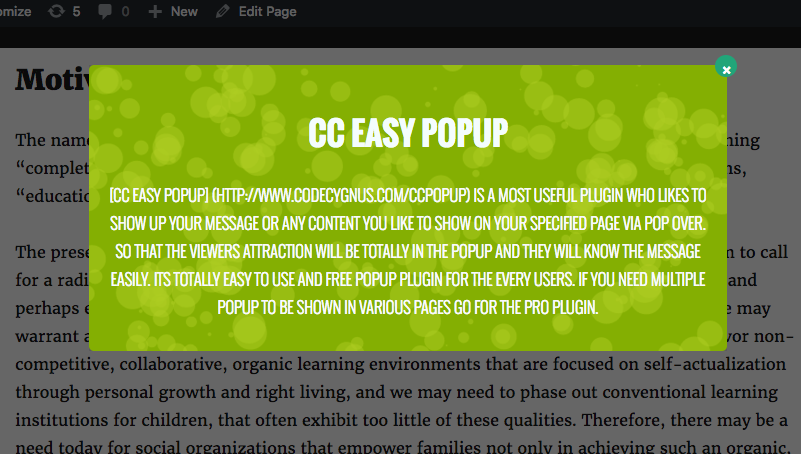 omize 5 0 New Edit Page
Motiv
CC EASY POPUP
The nam
“complet
“educatio
[CC EASY POPUP] (HTTP://WWW.CODECYGNUS.COM/CCPOPUP) IS A MOST USEFUL PLUGIN WHO LIKES TO
SHOW UP YOUR MESSAGE OR ANY CONTENT YOU LIKE TO SHOW ON YOUR SPECIFIED PAGE VIA POP OVER.
SO THAT THE VIEWERS ATTRACTION WILL BE TOTALLY IN THE POPUP AND THEY WILL KNOW THE MESSAGE
EASILY. ITS TOTALLY EASY TO USE AND FREE POPUP PLUGIN FOR THE EVERY USERS. IF YOU NEED MULTIPLE
POPUP TO BE SHOWN IN VARIOUS PAGES GO FOR THE PRO PLUGIN.
The prese
for a radi
perhaps e
warrant a
ning
ns,
n to call
and
e may
vor non-
competitive, collaborative, organic learning environments that are focused on self-actualization
through personal growth and right living, and we may need to phase out conventional learning
institutions for children, that often exhibit too little of these qualities. Therefore, there may be a
need today for social organizations that empower families not only in achieving such an organic,